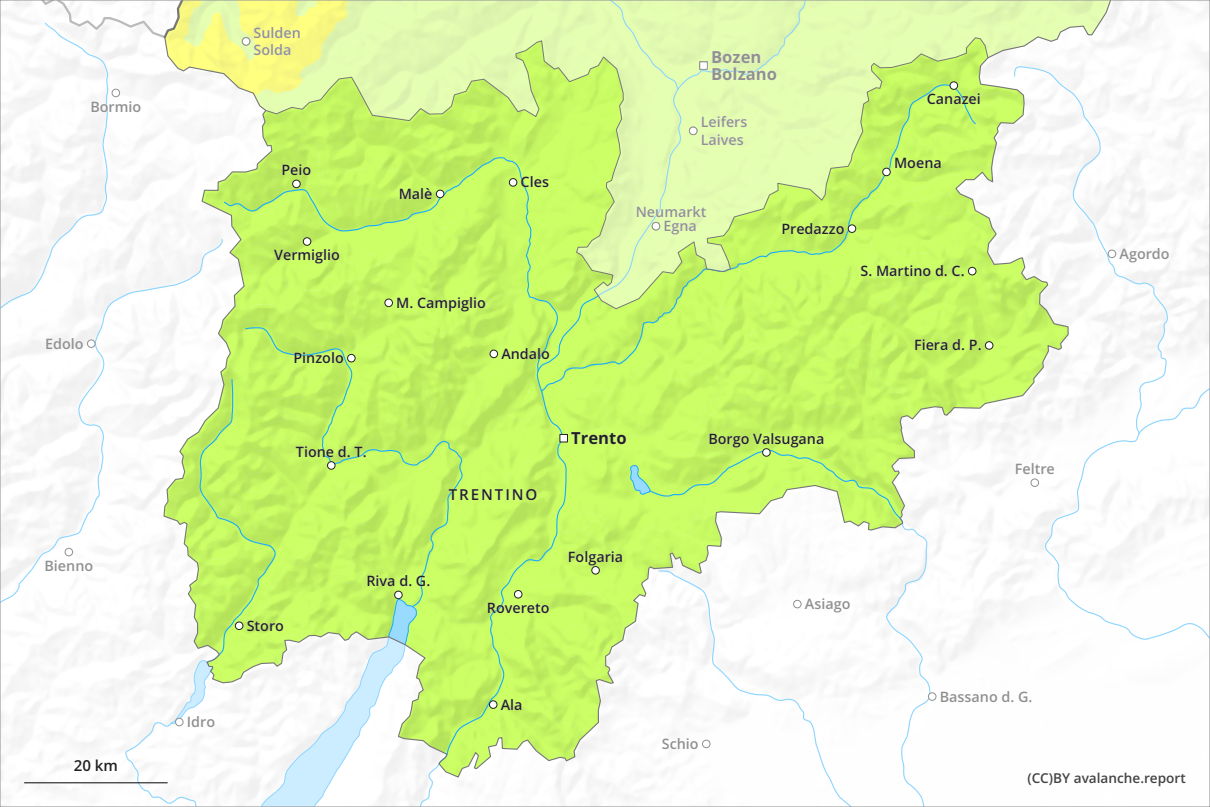 Sulden
Solda
Bozen
Bolzano
Bormio
Canazei
Leifers
Laives
Moena
Peio
Malè
Cles
Neumarkt
Egna
Predazzo
Vermiglio
Agordo
S. Martino d. C.
M. Campiglio
Edolo
Pinzolo
Andalo
Fiera d. P.
Trento
Borgo Valsugana
Tione d. T.
Feltre
TRENTINO
Folgaria
Bienno
Riva d. G.
Rovereto
Asiago
Storo
Bassano d. G.
Ala
Idro
Schio
20 km
(CC)BY avalanche.report